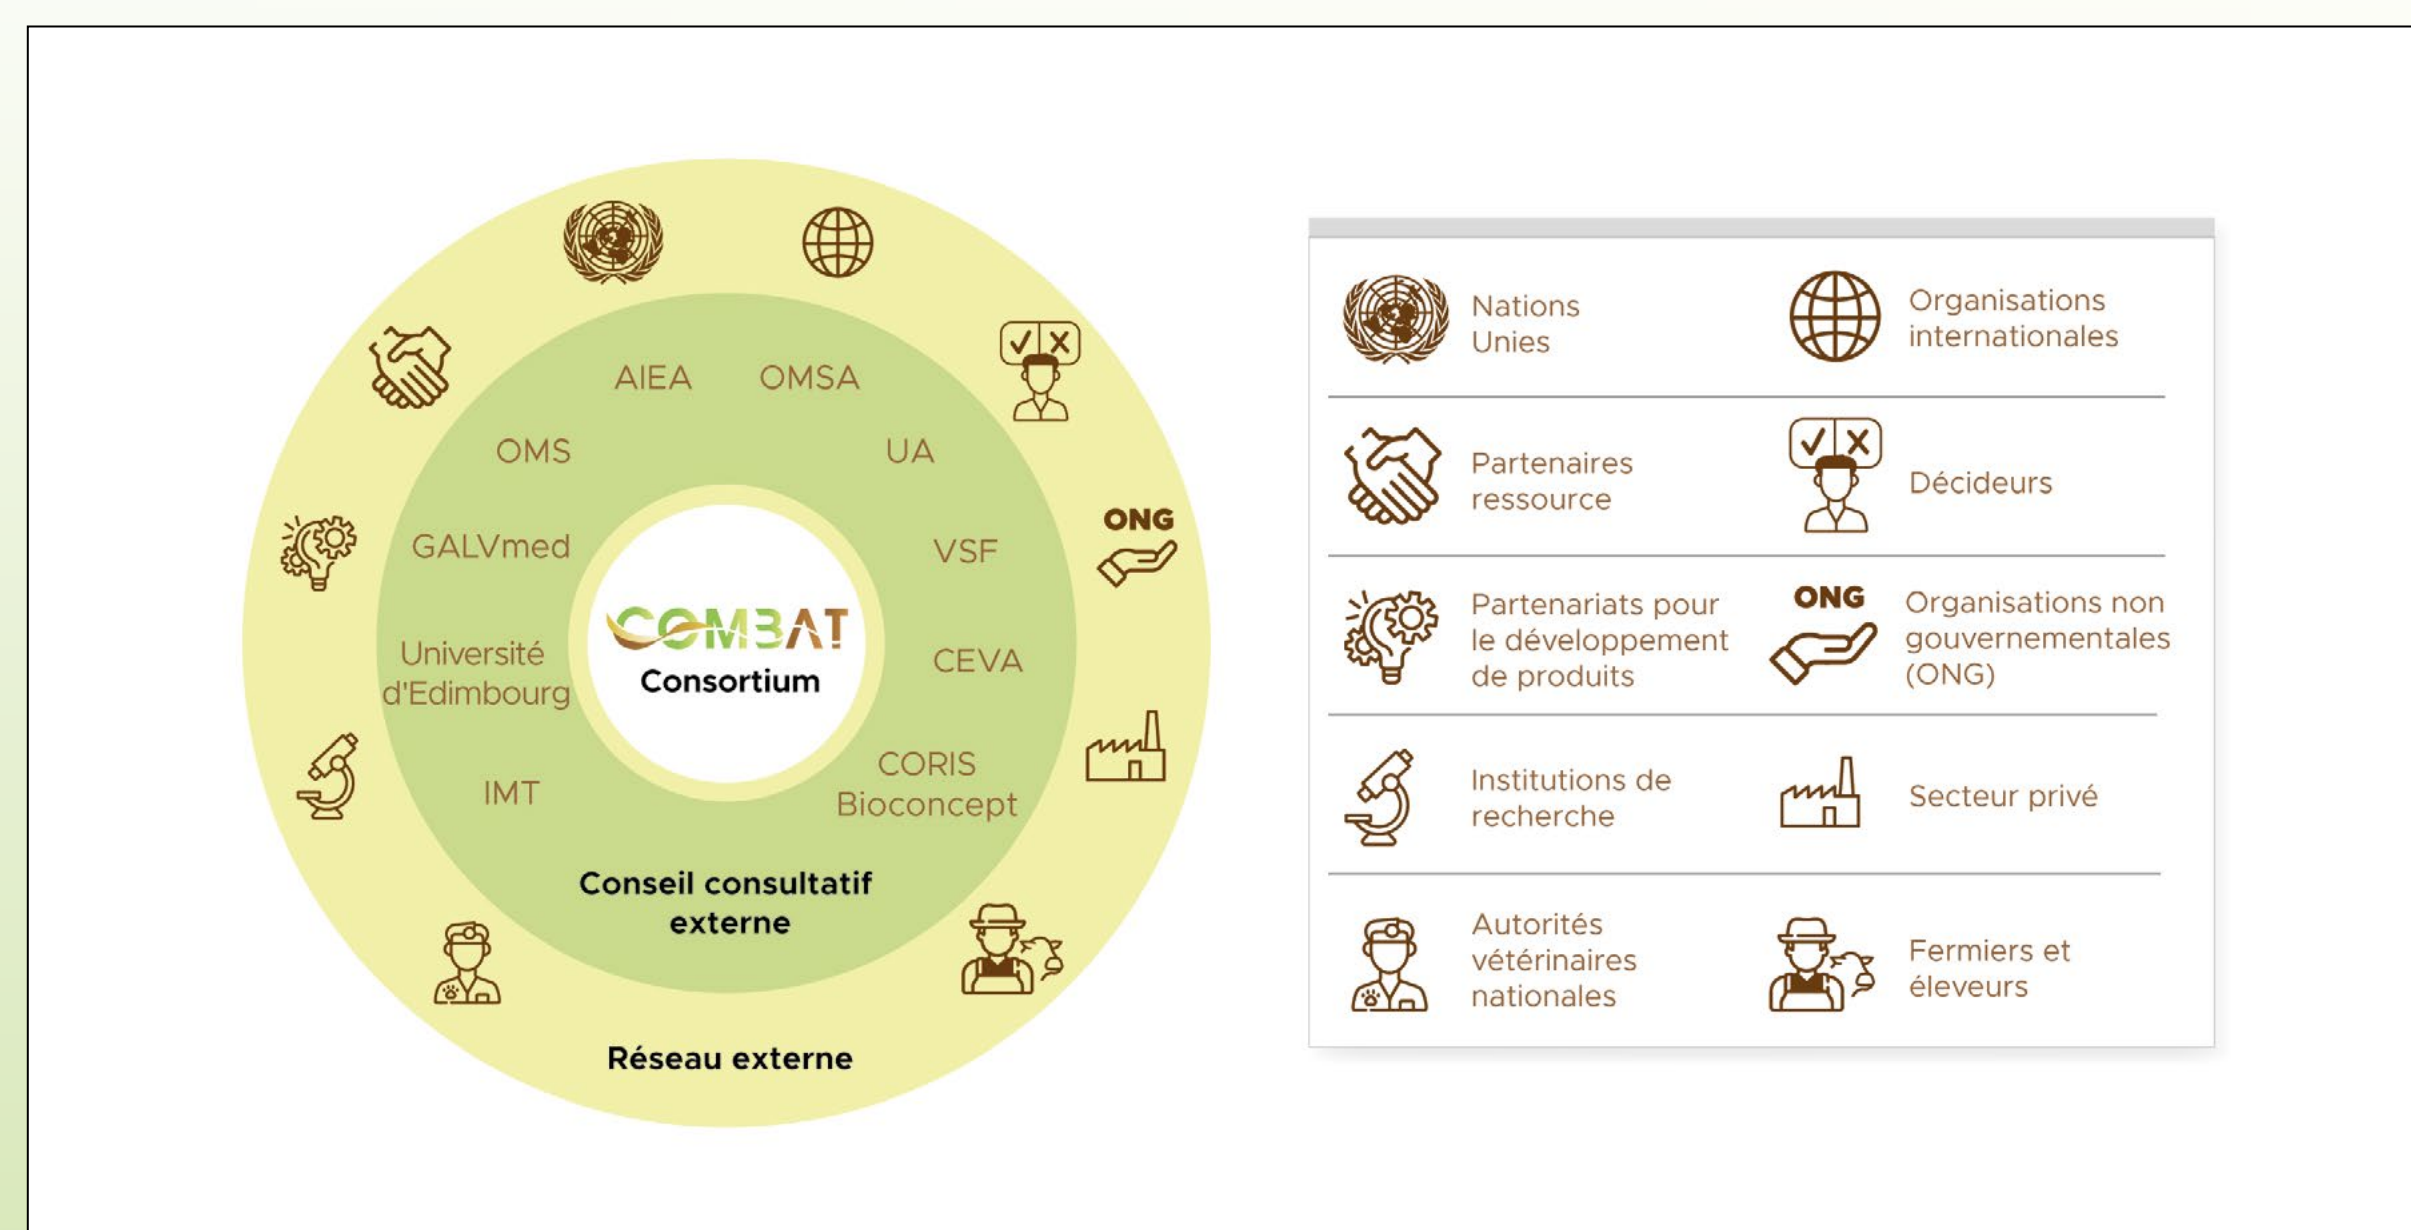 AIEA
OMSA
OMS
UA
GALVmed
VSF
ONG
COMBAT
Consortium
Université
d'Edimbourg
CEVA
IMT
CORIS
Bioconcept
Conseil consultatif
externe
Réseau externe
Nations
Unies
Organisations
internationales
Partenaires
ressource
Décideurs
Partenariats pour
le développement
de produits
ONG
Organisations non
gouvernementales
(ONG)
Institutions de
recherche
Secteur privé
Autorités
vétérinaires
nationales
Fermiers et
éleveurs